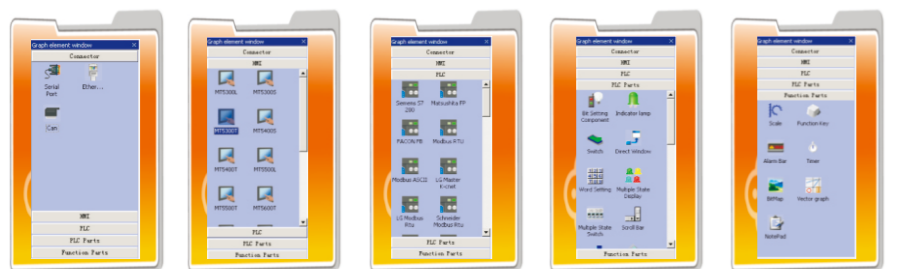 Graph element window
Connector
Serial Port
Ether...
Can
HMI
PLC
PLC Parts
Function Parts
Graph element window
Connector
HMI
MT5300L
MT5300S
MT5300T
MT5400S
MT5400T
MT5500L
MT5500T
MT5600T
PLC
PLC Parts
Function Parts
Graph element window
Connector
HMI
PLC
Siemens S7 200
Matsushita FP
FACON FB
Modbus RTU
Modbus ASCII
LG Master K-cnet
LG Modbus Rtu
Schneider Modbus Rtu
PLC Parts
Function Parts
Graph element window
Connector
HMI
PLC
PLC Parts
Bit Setting Component
Indicator lamp
Switch
Direct Window
Word Setting
Multiple State Display
Multiple State Switch
Scroll Bar
Function Parts
Graph element window
Connector
HMI
PLC
PLC Parts
Function Parts
Scale
Function Key
Alarm Bar
Timer
BitMap
Vector graph
NotePad